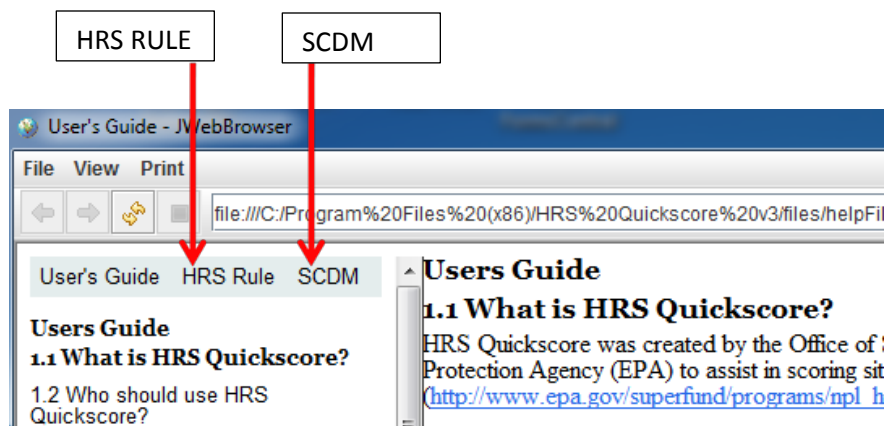 HRS RULE
SCDM
User's Guide - JWebBrowser
File View Print
file:///C:/Program%20Files%20(x86)/HRS%20Quickscore%20v3/files/helpFil
User's Guide HRS Rule SCDM
Users Guide
1.1 What is HRS Quickscore?
1.2 Who should use HRS
Quickscore?
Users Guide
1.1 What is HRS Quickscore?
HRS Quickscore was created by the Office of S
Protection Agency (EPA) to assist in scoring sit
(http://www.epa.gov/superfund/programs/npl_h